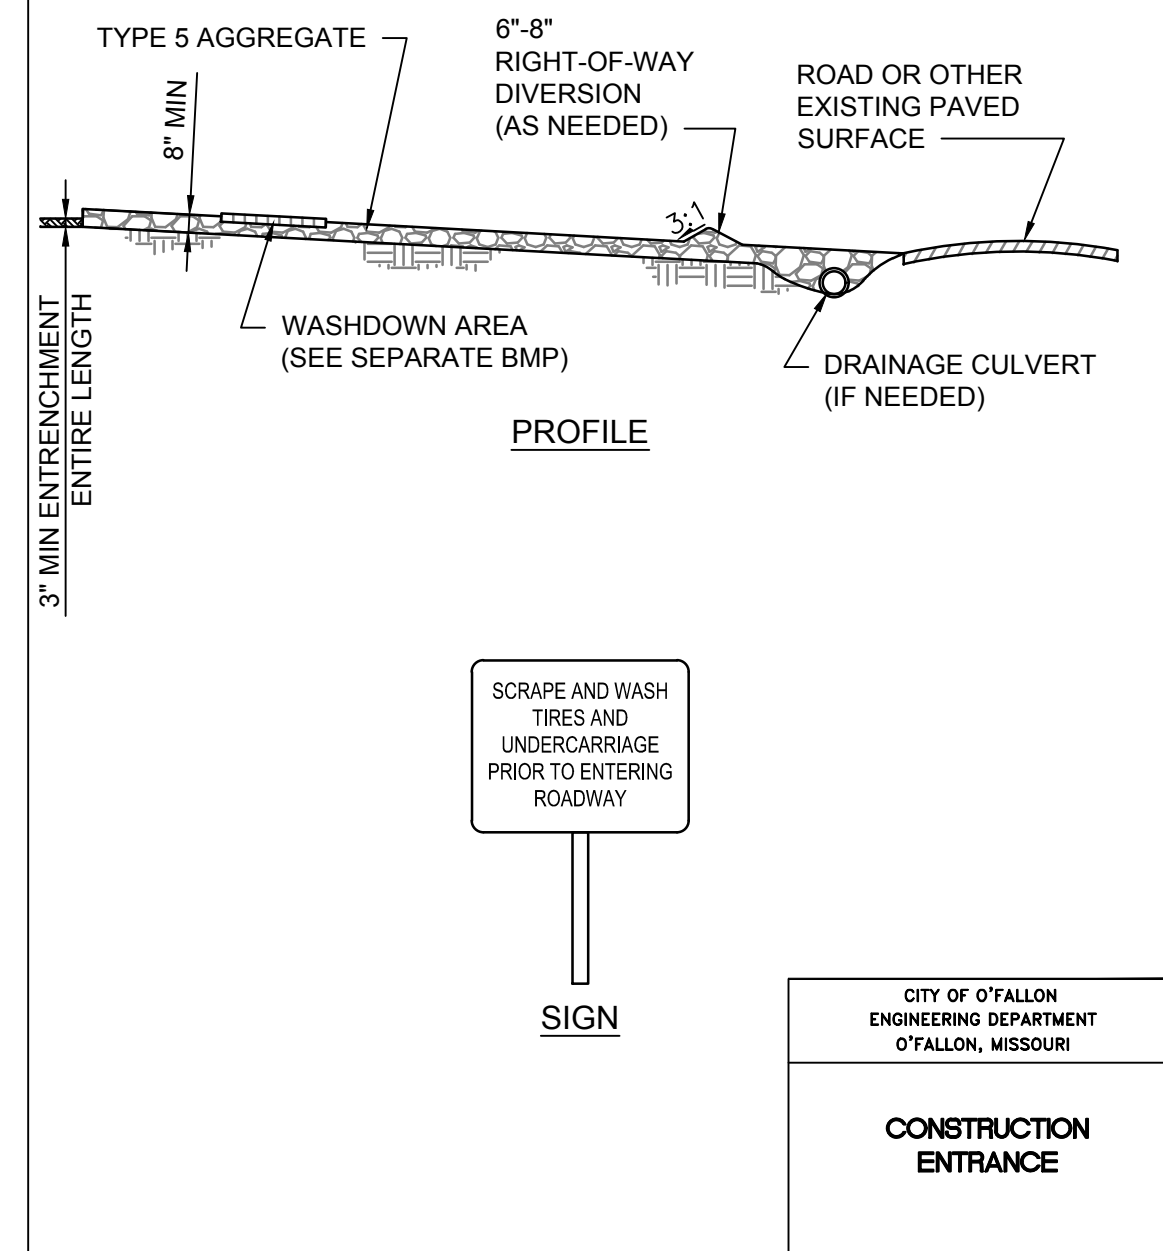 TYPE 5 AGGREGATE
6"-8"
RIGHT-OF-WAY
DIVERSION
(AS NEEDED)
ROAD OR OTHER
EXISTING PAVED
SURFACE
8" MIN
3:1
3" MIN ENTRENCHMENT
ENTIRE LENGTH
WASHDOWN AREA
(SEE SEPARATE BMP)
DRAINAGE CULVERT
(IF NEEDED)
PROFILE
SCRAPE AND WASH
TIRES AND
UNDERCARRIAGE
PRIOR TO ENTERING
ROADWAY
SIGN
CITY OF O'FALLON
ENGINEERING DEPARTMENT
O'FALLON, MISSOURI
CONSTRUCTION
ENTRANCE